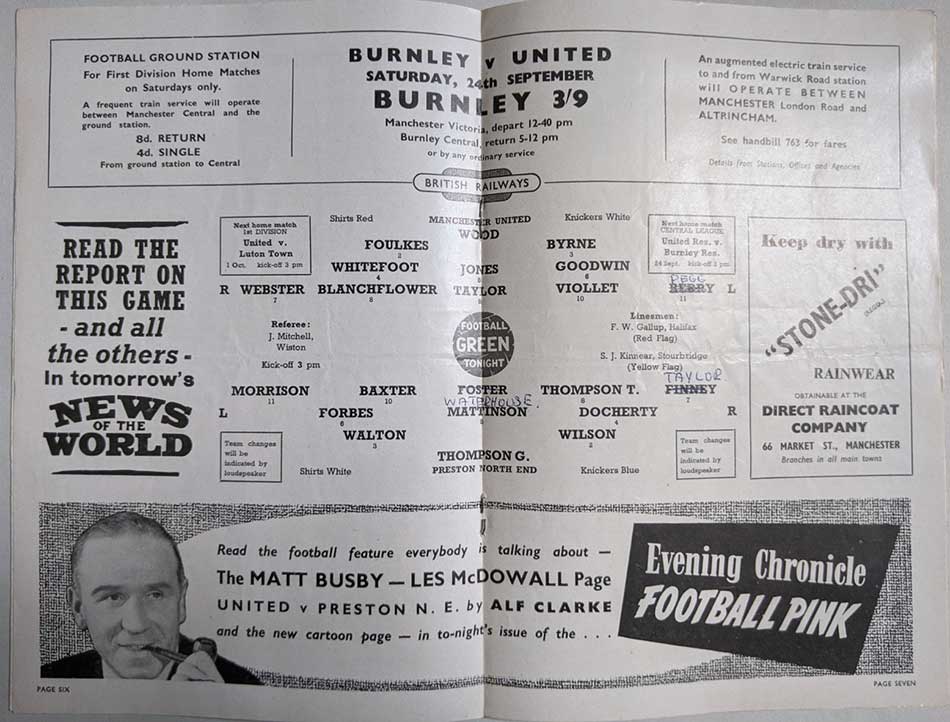 FOOTBALL GROUND STATION
For First Division Home Matches
on Saturdays only.
A frequent train service will operate
between Manchester Central and the
ground station.
8d. RETURN
4d. SINGLE
From ground station to Central
BURNLEY v UNITED
SATURDAY, 24th SEPTEMBER
BURNLEY 3/9
Manchester Victoria, depart 12-40 pm
Burnley Central, return 5-12 pm
or by any ordinary service
BRITISH RAILWAYS
An augmented electric train service
to and from Warwick Road station
will OPERATE BETWEEN
MANCHESTER London Road and
ALTRINCHAM.
See handbill 763 for fares
Details from Stations, Offices and Agencies
READ THE
REPORT ON
THIS GAME
- and all
the others -
In tomorrow's
NEWS
OF THE
WORLD
Next home match
1st DIVISION
United v.
Luton Town
1 Oct. kick-off 3 pm
Shirts Red
MANCHESTER UNITED
Knickers White
WOOD
Next home match
CENTRAL LEAGUE
United Res. v.
Burnley Res.
24 Sept. kick-off 3 pm
FOULKES
2
BYRNE
3
WHITEFOOT
4
JONES
5
GOODWIN
6
PEGG
R WEBSTER
7
BLANCHFLOWER
8
TAYLOR
9
VIOLLET
10
BERRY L
11
Referee:
J. Mitchell,
Wiston
Kick-off 3 pm
FOOTBALL
GREEN
TONIGHT
Linesmen:
F. W. Gallup, Halifax
(Red Flag)
S. J. Kinnear, Stourbridge
(Yellow Flag)
TAYLOR
MORRISON
11
BAXTER
10
FOSTER
THOMPSON T.
8
FINNEY
7
WATERHOUSE.
L
FORBES
6
MATTINSON
5
DOCHERTY
4
R
WALTON
3
WILSON
2
THOMPSON G.
PRESTON NORTH END
Team changes
will be
indicated by
loudspeaker
Shirts White
Knickers Blue
Team changes
will be
indicated by
loudspeaker
Keep dry with
"STONE-DRI"
RAINWEAR
OBTAINABLE AT THE
DIRECT RAINCOAT
COMPANY
66 MARKET ST., MANCHESTER
Branches in all main towns
Read the football feature everybody is talking about —
The MATT BUSBY — LES McDOWALL Page
UNITED v PRESTON N. E. by ALF CLARKE
and the new cartoon page — in to-night's issue of the . . .
Evening Chronicle
FOOTBALL PINK
PAGE SIX
PAGE SEVEN